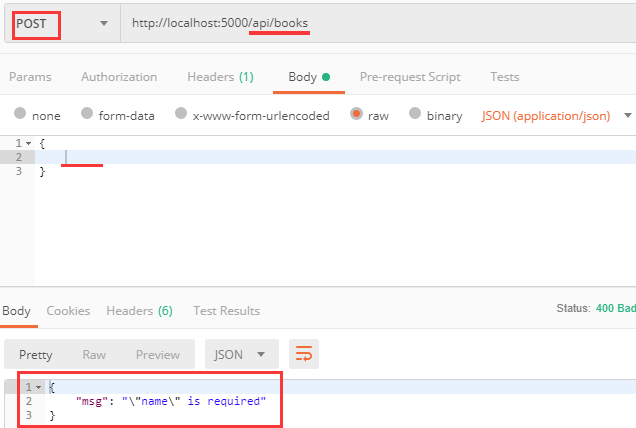 POST http://localhost:5000/api/books
Params Authorization Headers (1) Body Pre-request Script Tests
none form-data x-www-form-urlencoded raw binary JSON (application/json)
1 {
2
3 }
Body Cookies Headers (6) Test Results Status: 400 Bad
Pretty Raw Preview JSON
1 {
2 "msg": "\"name\" is required"
3 }